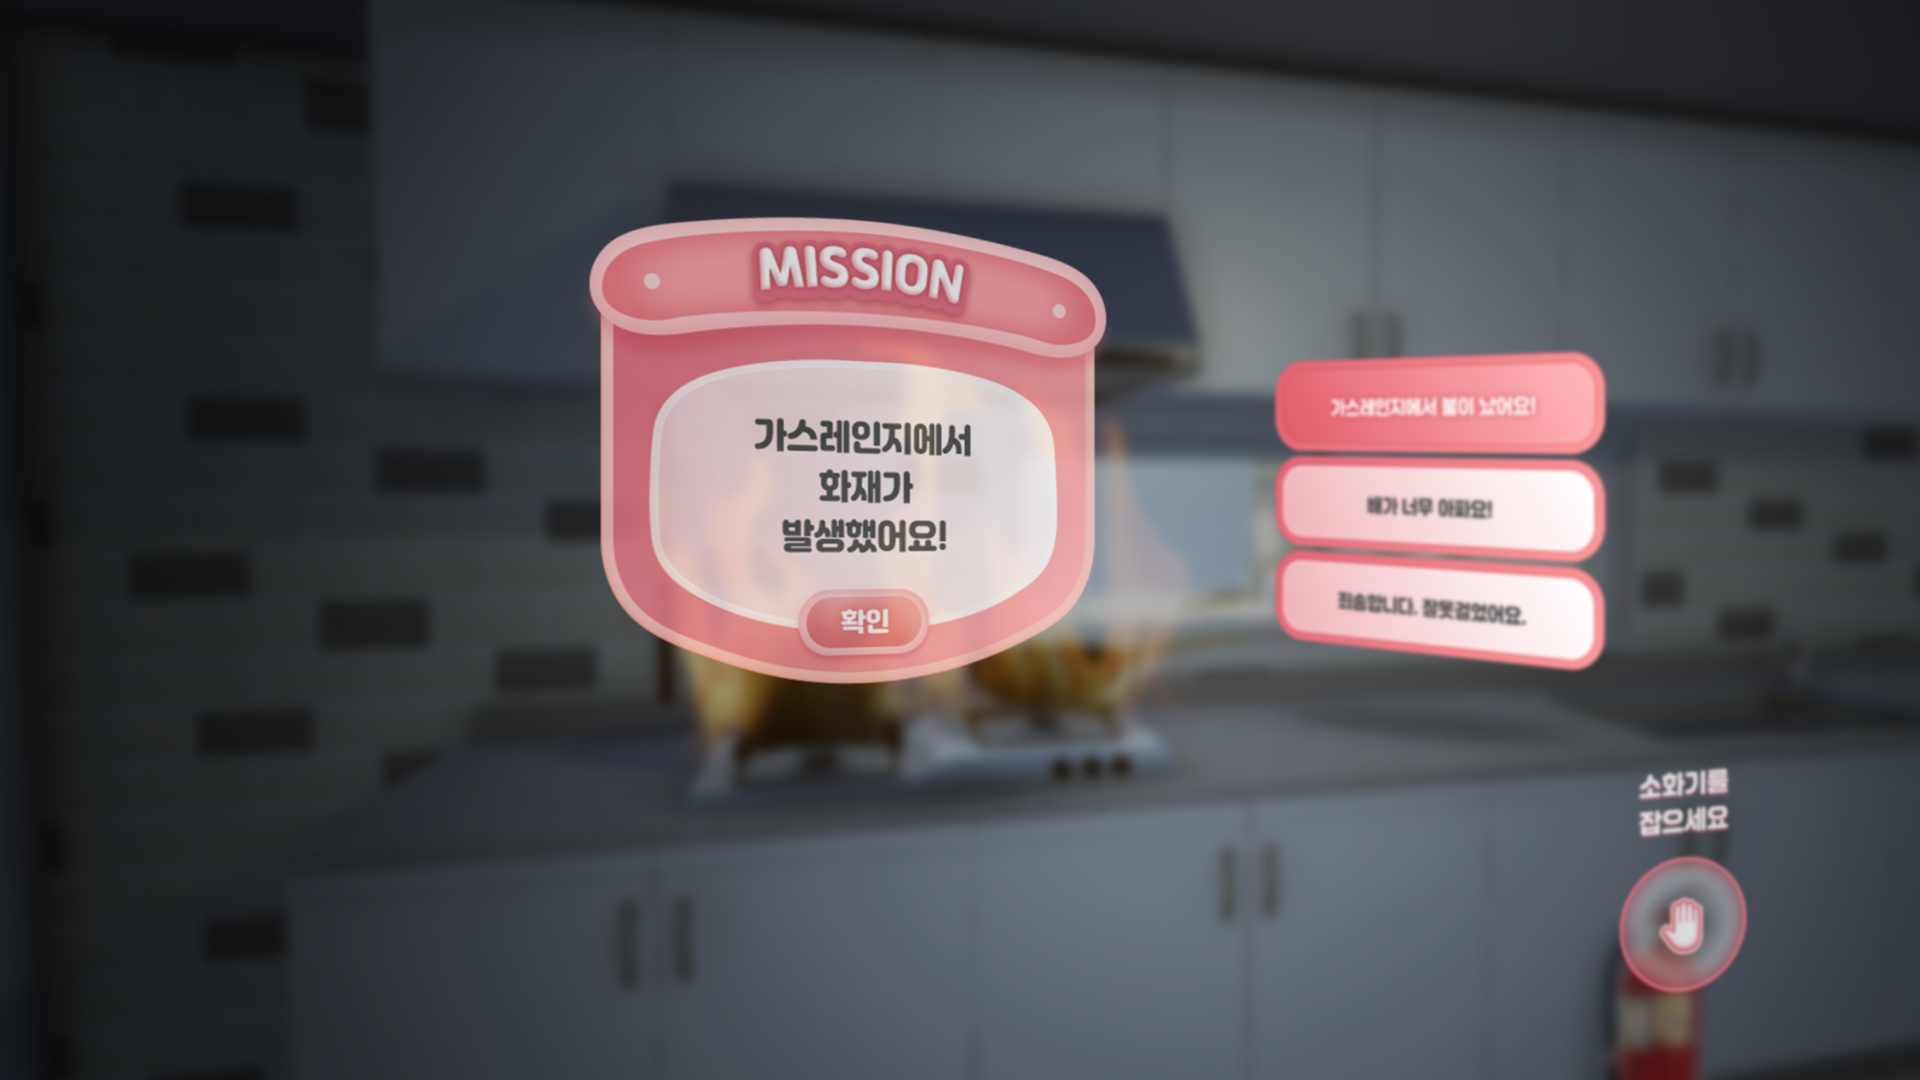 MISSION
가스레인지에서
화재가
발생했어요!
확인
가스레인지에서 불이 났어요!
배가 너무 아파요!
죄송합니다. 잘못걸었어요.
소화기를
잡으세요